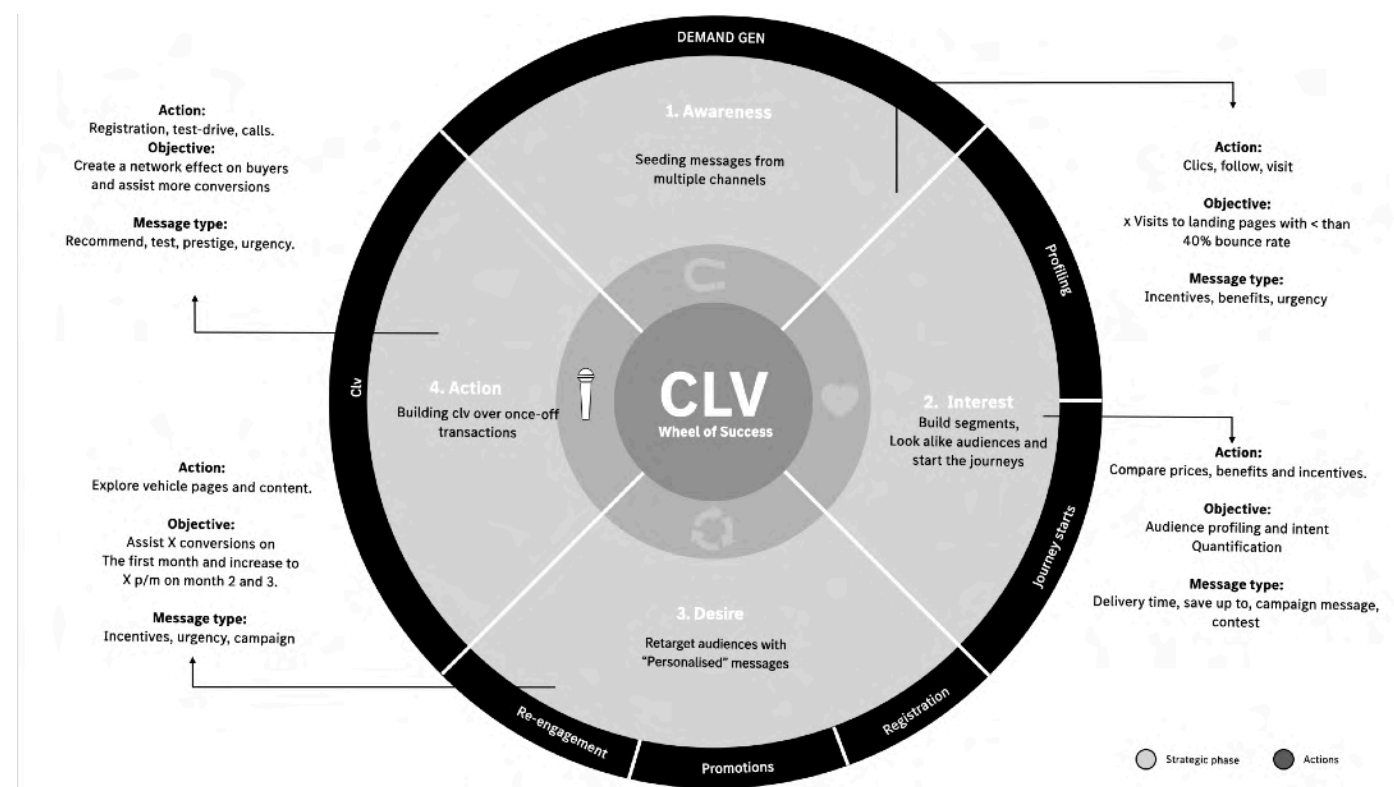 DEMAND GEN
1. Awareness
Seeding messages from
multiple channels
Action:
Clics, follow, visit
Objective:
x Visits to landing pages with < than
40% bounce rate
Message type:
Incentives, benefits, urgency
Profiling
2. Interest
Build segments,
Look alike audiences and
start the journeys
Journey starts
Action:
Compare prices, benefits and incentives.
Objective:
Audience profiling and intent
Quantification
Message type:
Delivery time, save up to, campaign message,
contest
Registration
Promotions
Re-engagement
3. Desire
Retarget audiences with
"Personalised" messages
Action:
Explore vehicle pages and content.
Objective:
Assist X conversions on
The first month and increase to
X p/m on month 2 and 3.
Message type:
Incentives, urgency, campaign
Clv
4. Action
Building clv over once-off
transactions
Action:
Registration, test-drive, calls.
Objective:
Create a network effect on buyers
and assist more conversions
Message type:
Recommend, test, prestige, urgency.
CLV
Wheel of Success
Strategic phase
Actions